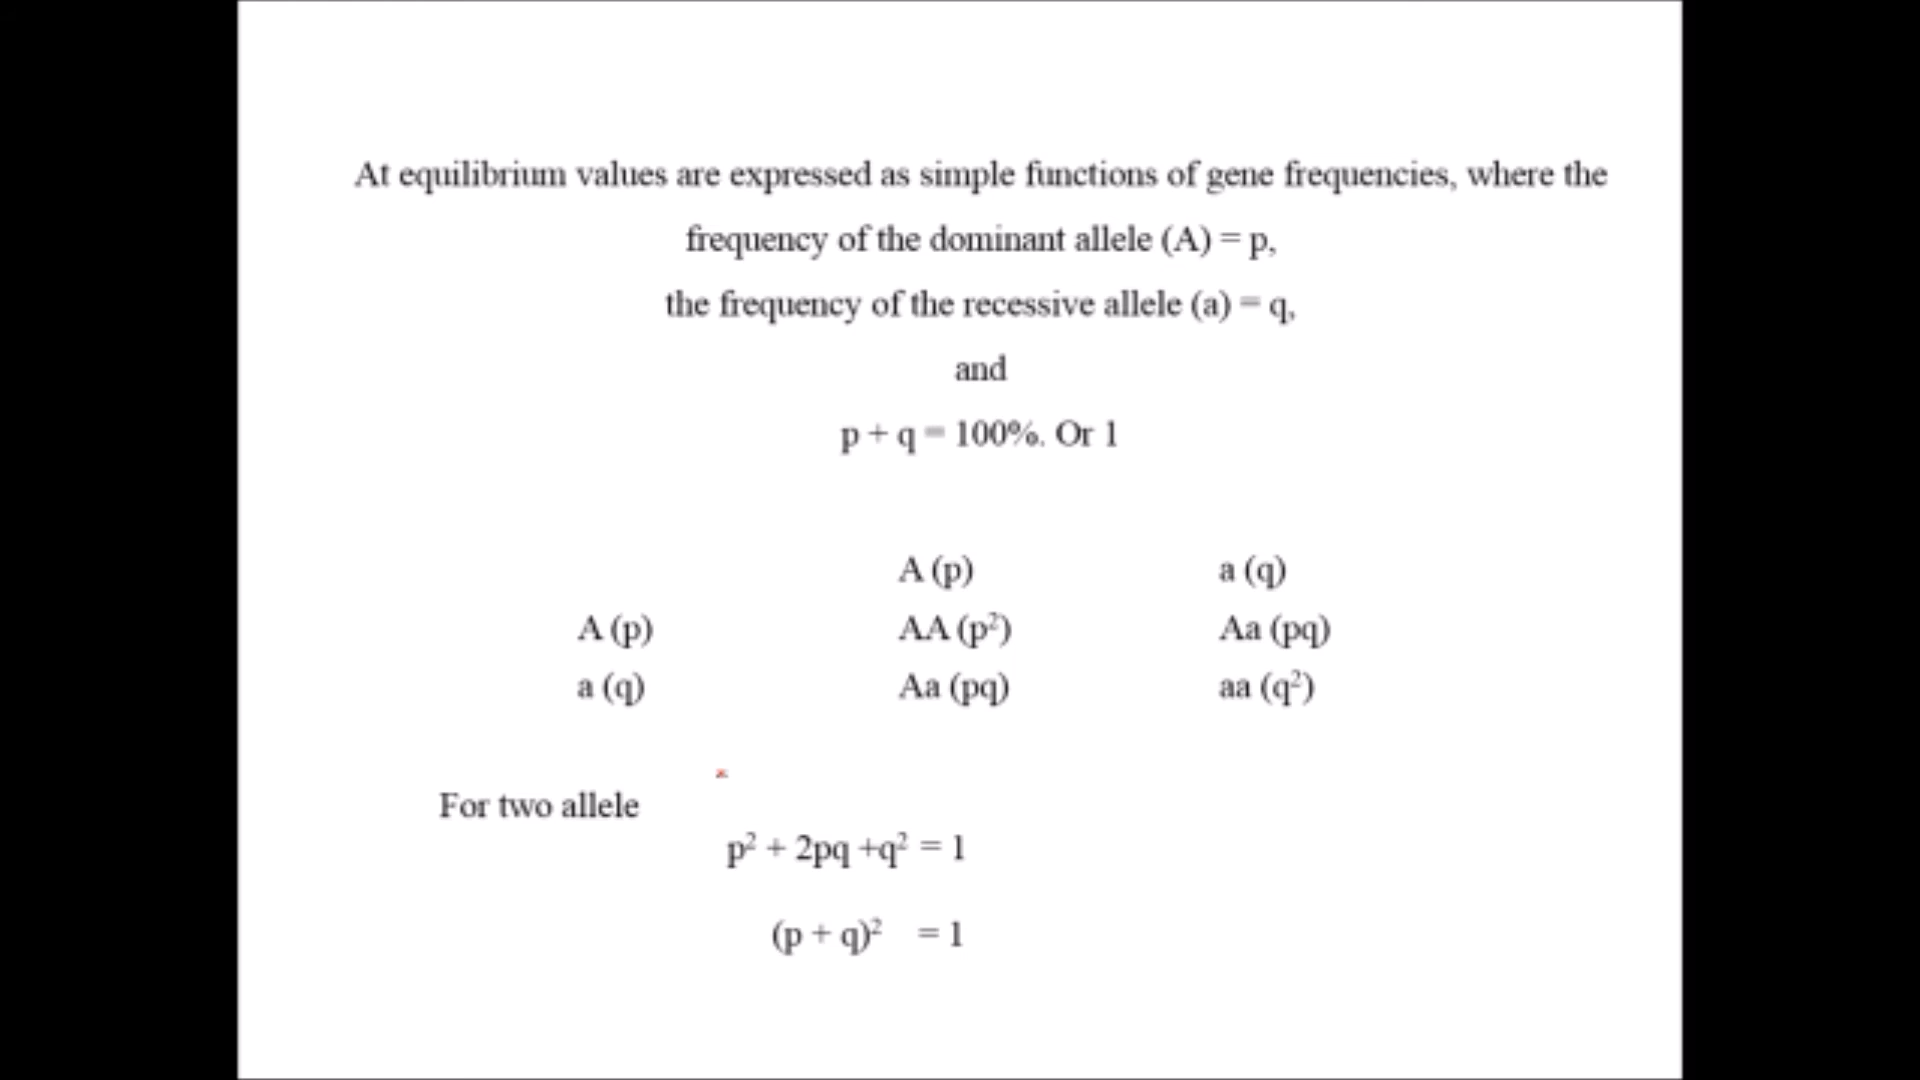 At equilibrium values are expressed as simple functions of gene frequencies, where the
frequency of the dominant allele (A) = p,
the frequency of the recessive allele (a) = q,
and
p + q = 100%. Or 1
A (p) a (q)
A (p) AA (p²) Aa (pq)
a (q) Aa (pq) aa (q²)
For two allele
p² + 2pq +q² = 1
(p + q)² = 1